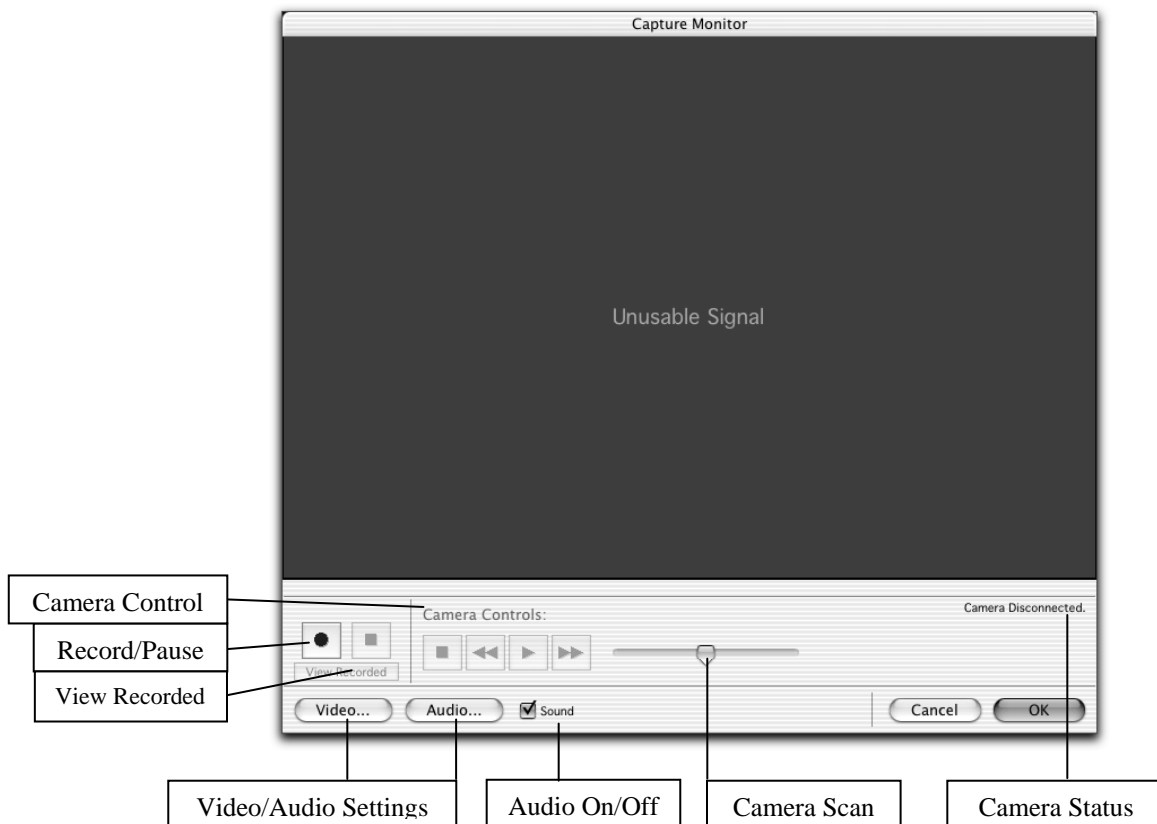 Capture Monitor
Unusable Signal
Camera Control
Camera Controls:
Camera Disconnected.
Record/Pause
View Recorded
View Recorded
Video...
Audio...
Sound
Cancel
OK
Video/Audio Settings
Audio On/Off
Camera Scan
Camera Status